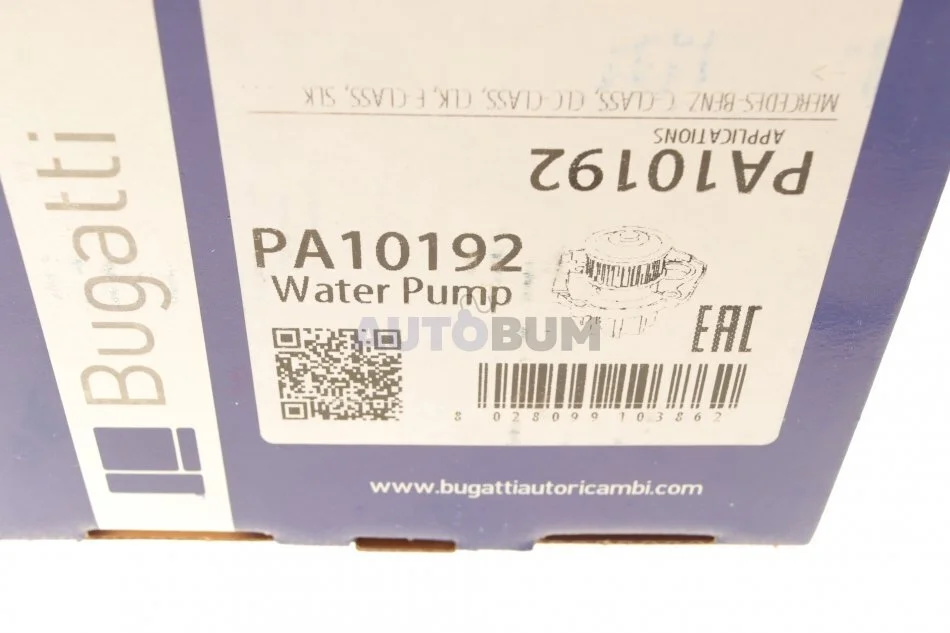 MERCEDES-BENZ C-CLASS, CLC-CLASS, CLK, E-CLASS, SLK
APPLICATIONS
PA10192
Bugatti
PA10192
Water Pump
AUTOBUM
EAC
8 028099 103862
www.bugattiautoricambi.com